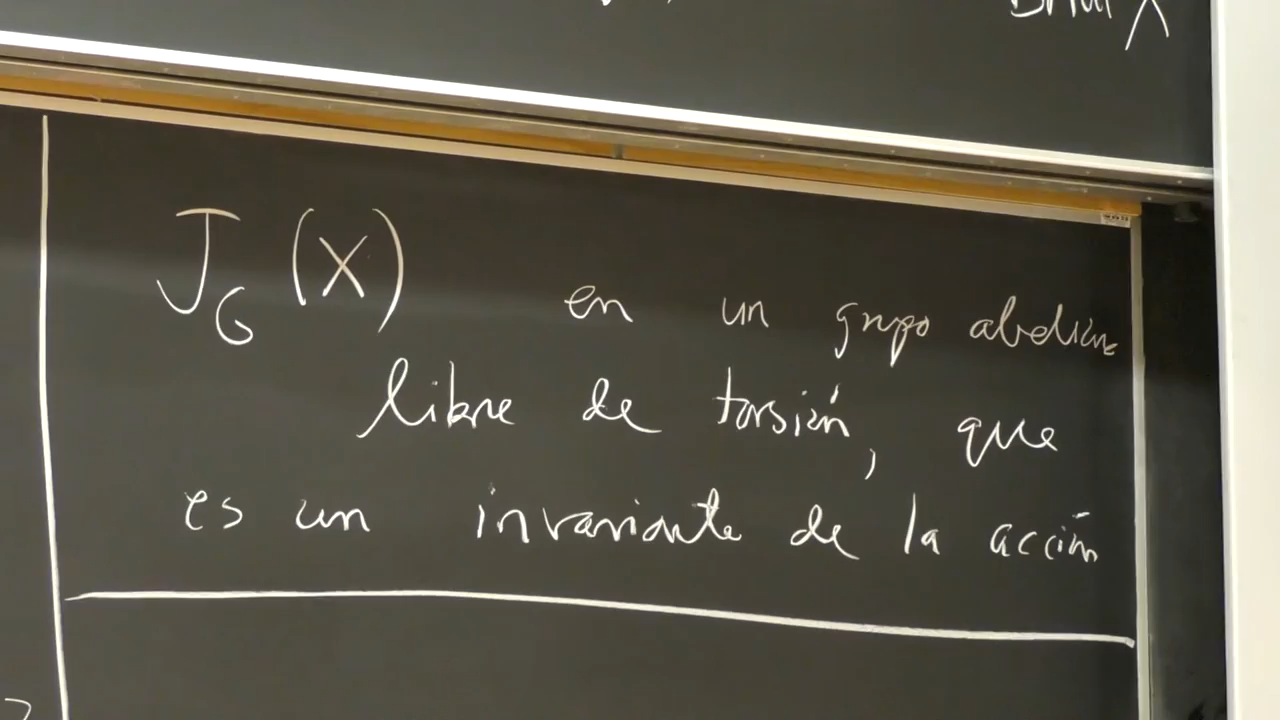 J_G (X) en un grupo abeliano
libre de torsión, que
es un invariante de la acción